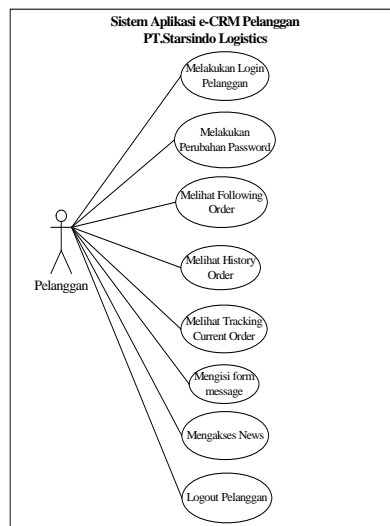 Sistem Aplikasi e-CRM Pelanggan
PT.Starsindo Logistics
Melakukan Login
Pelanggan
Melakukan
Perubahan Password
Melihat Following
Order
Melihat History
Order
Pelanggan
Melihat Tracking
Current Order
Mengisi form
message
Mengakses News
Logout Pelanggan